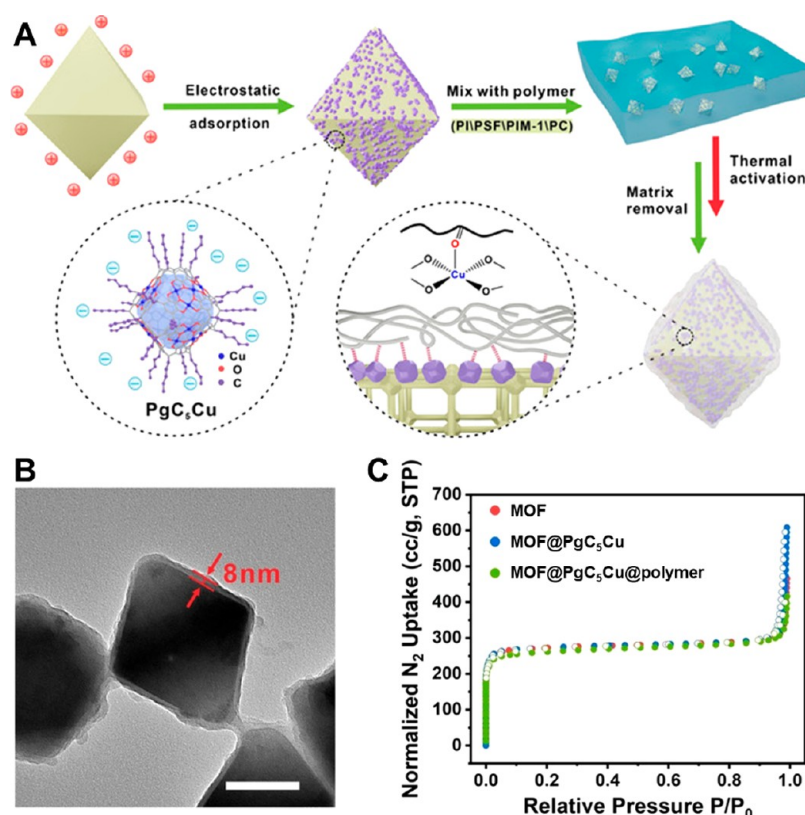 A
Electrostatic
adsorption
Mix with polymer
(PI\PSF\PIM-1\PC)
Thermal
activation
Matrix
removal
Cu
O
C
PgC₅Cu
O
O
O
Cu
O
O
B
8nm
C
Normalized N₂ Uptake (cc/g, STP)
700
600
500
400
300
200
100
0
MOF
MOF@PgC₅Cu
MOF@PgC₅Cu@polymer
0.0 0.2 0.4 0.6 0.8 1.0
Relative Pressure P/P₀